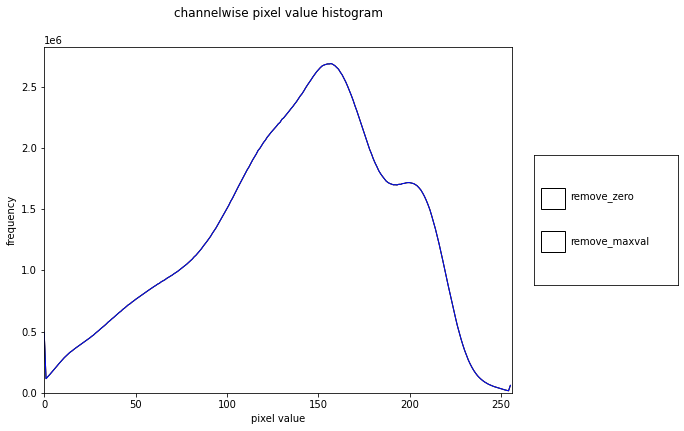 channelwise pixel value histogram
1e6
2.5
2.0
1.5
1.0
0.5
0.0
frequency
0 50 100 150 200 250
pixel value
remove_zero
remove_maxval